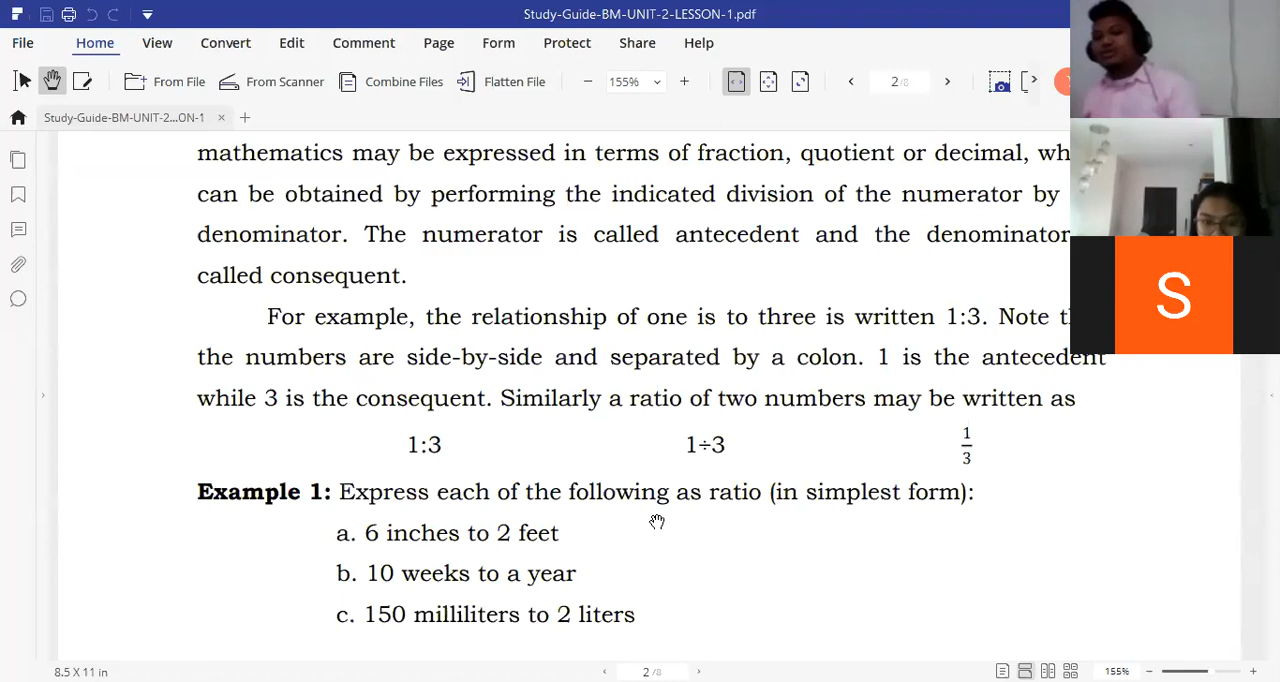 Study-Guide-BM-UNIT-2-LESSON-1.pdf
File Home View Convert Edit Comment Page Form Protect Share Help
From File From Scanner Combine Files Flatten File 155% 2 /8
Study-Guide-BM-UNIT-2...ON-1
mathematics may be expressed in terms of fraction, quotient or decimal,
can be obtained by performing the indicated division of the numerator by
denominator. The numerator is called antecedent and the denominator
called consequent.
For example, the relationship of one is to three is written 1:3. Note
the numbers are side-by-side and separated by a colon. 1 is the antecedent
while 3 is the consequent. Similarly a ratio of two numbers may be written as
1:3 1÷3 1/3
Example 1: Express each of the following as ratio (in simplest form):
a. 6 inches to 2 feet
b. 10 weeks to a year
c. 150 milliliters to 2 liters
S
8.5 X 11 in 2 /8 155%